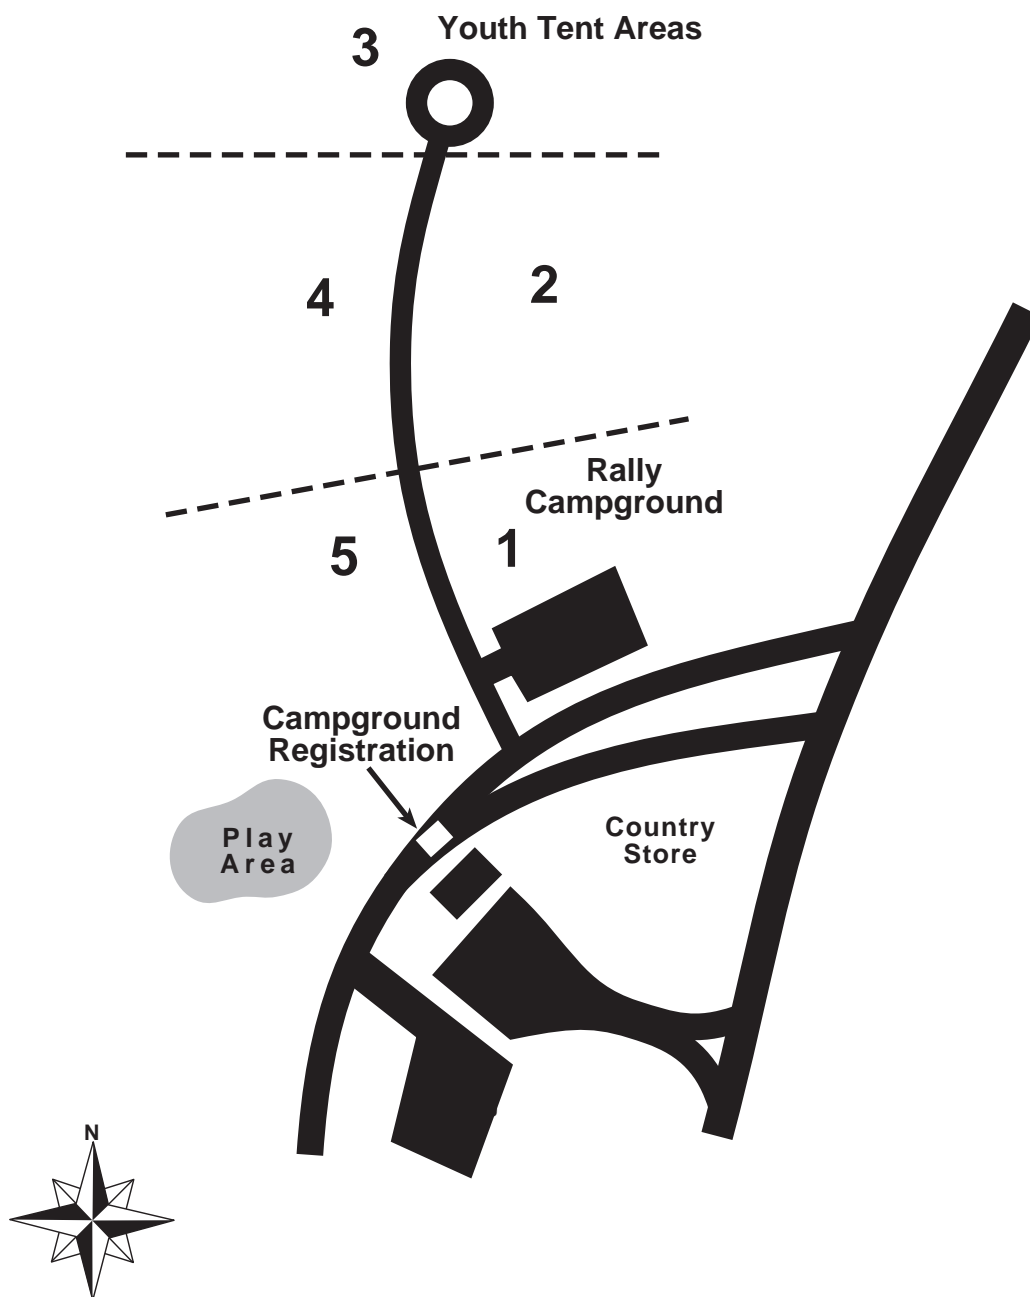 Youth Tent Areas
3
4
2
Rally
Campground
5
1
Campground
Registration
Play
Area
Country
Store
N